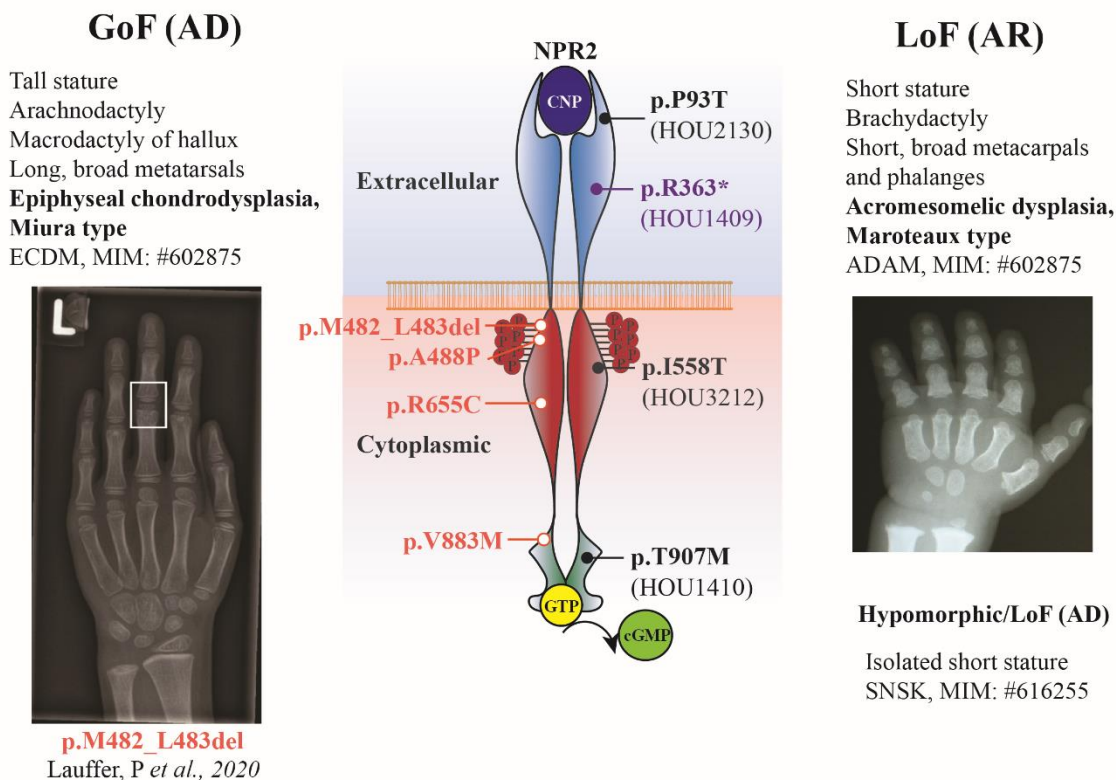 GoF (AD)
Tall stature
Arachnodactyly
Macrodactyly of hallux
Long, broad metatarsals
Epiphyseal chondrodysplasia,
Miura type
ECDM, MIM: #602875
L
p.M482_L483del
Lauffer, P et al., 2020
NPR2
CNP
p.P93T
(HOU2130)
Extracellular
p.R363*
(HOU1409)
p.M482_L483del
p.A488P
P P P P P P P P
p.I558T
(HOU3212)
p.R655C
Cytoplasmic
p.V883M
p.T907M
(HOU1410)
GTP
cGMP
LoF (AR)
Short stature
Brachydactyly
Short, broad metacarpals
and phalanges
Acromesomelic dysplasia,
Maroteaux type
ADAM, MIM: #602875
Hypomorphic/LoF (AD)
Isolated short stature
SNSK, MIM: #616255